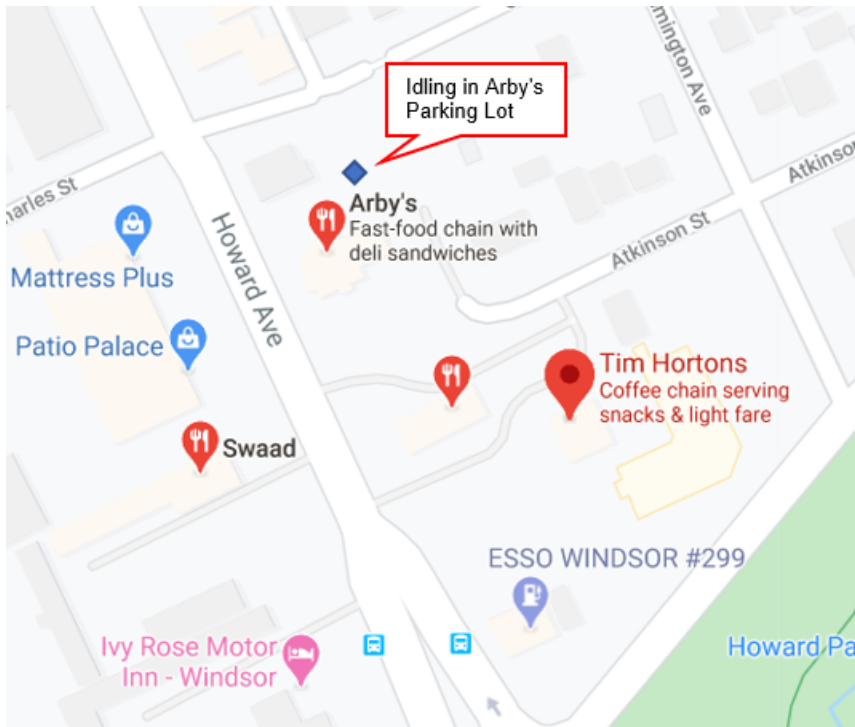 Idling in Arby's
Parking Lot
mington Ave
harles St
Arby's
Fast-food chain with
deli sandwiches
Atkinson
Atkinson St
Mattress Plus
Howard Ave
Patio Palace
Tim Hortons
Coffee chain serving
snacks & light fare
Swaad
ESSO WINDSOR #299
Ivy Rose Motor
Inn - Windsor
Howard Pa